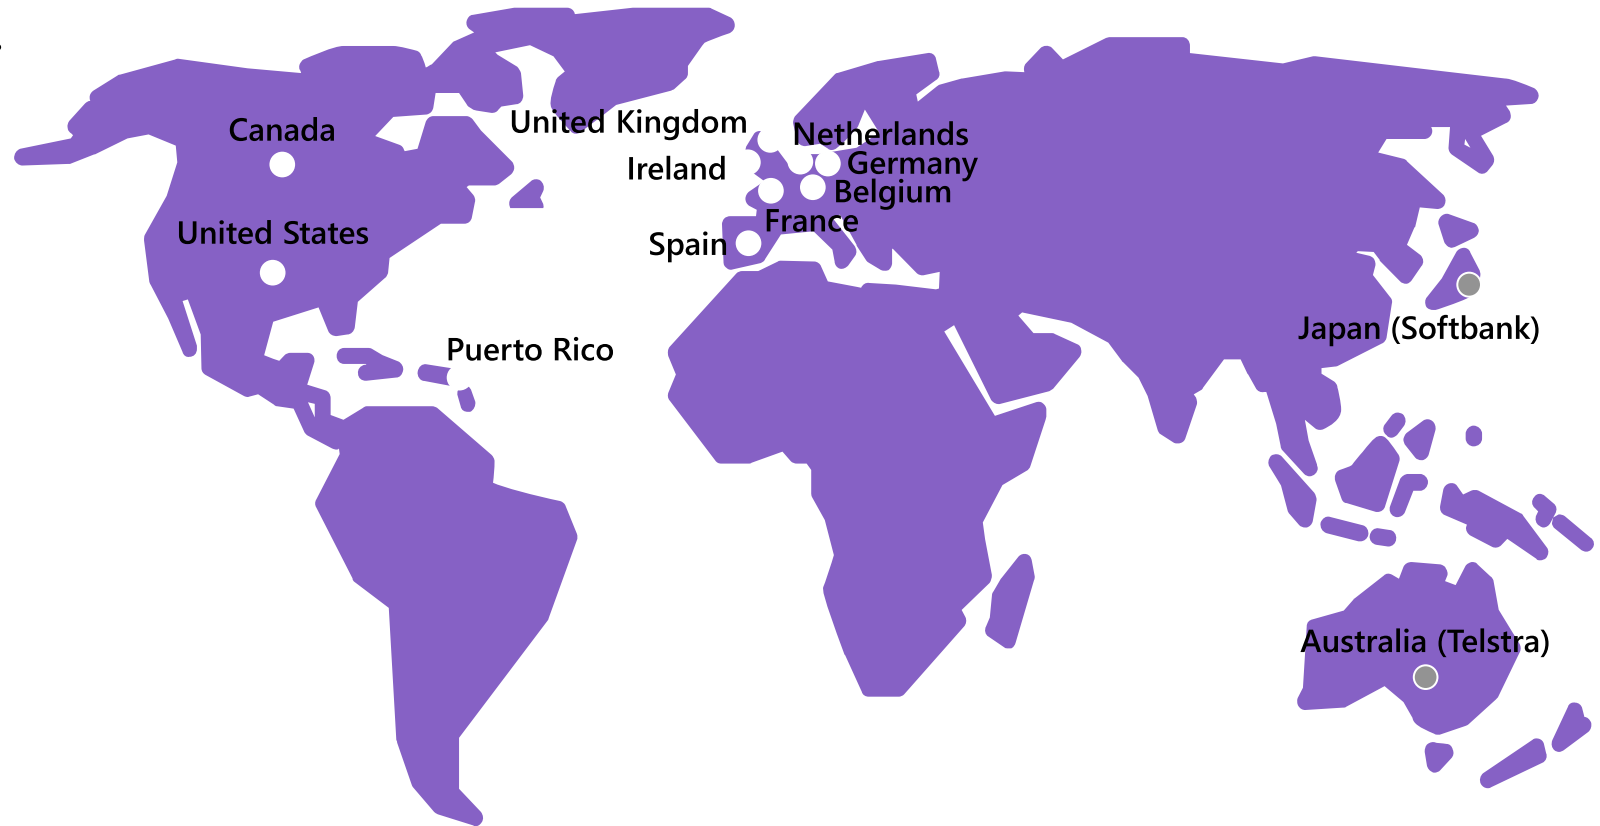 United Kingdom
Canada
Netherlands
Germany
Ireland
Belgium
France
United States
Spain
Japan (Softbank)
Puerto Rico
Australia (Telstra)